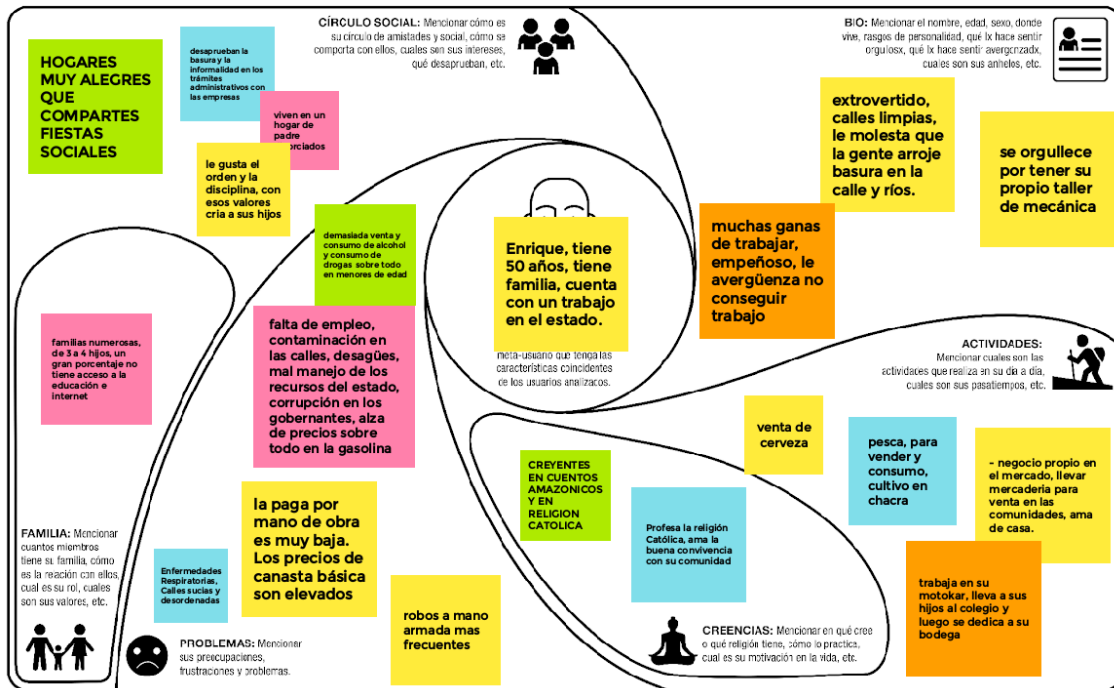 CÍRCULO SOCIAL: Mencionar cómo es
su círculo de amistades y social, cómo se
comporta con ellos, cuales son sus intereses,
qué desaprueban, etc.
HOGARES
MUY ALEGRES
QUE
COMPARTES
FIESTAS
SOCIALES
desaprueban la
basura y la
informalidad en los
trámites
administrativos con
las empresas
viven en un
hogar de
padre
orciados
le gusta el
orden y la
disciplina, con
esos valores
cria a sus hijos
BIO: Mencionar el nombre, edad, sexo, donde
vive, rasgos de personalidad, qué lx hace sentir
orgullosx, qué lx hace sentir avergonzadx,
cuales son sus anhelos, etc.
extrovertido,
calles limpias,
le molesta que
la gente arroje
basura en la
calle y ríos.
se orgullece
por tener su
propio taller
de mecánica
muchas ganas
de trabajar,
empeñoso, le
avergüenza no
conseguir
trabajo
Enrique, tiene
50 años, tiene
familia, cuenta
con un trabajo
en el estado.
meta-usuario que tenga las
características coincidentes
de los usuarios analizados.
demasiada venta y
consumo de alcohol
y consumo de
drogas sobre todo
en menores de edad
falta de empleo,
contaminación en
las calles, desagües,
mal manejo de los
recursos del estado,
corrupción en los
gobernantes, alza
de precios sobre
todo en la gasolina
la paga por
mano de obra
es muy baja.
Los precios de
canasta básica
son elevados
Enfermedades
Respiratorias,
Calles sucias y
desordenadas
robos a mano
armada mas
frecuentes
PROBLEMAS: Mencionar
sus preocupaciones,
frustraciones y problemas.
familias numerosas,
de 3 a 4 hijos, un
gran porcentaje no
tiene acceso a la
educación e
internet
FAMILIA: Mencionar
cuantos miembros
tiene su familia, cómo
es la reación con ellos,
cual es su rol, cuales
son sus valores, etc.
ACTIVIDADES:
Mencionar cuales son las
actividades que realiza en su día a día,
cuales son sus pasatiempos, etc.
venta de
cerveza
pesca, para
vender y
consumo,
cultivo en
chacra
- negocio propio en
el mercado, llevar
mercaderia para
venta en las
comunidades, ama
de casa.
trabaja en su
motokar, lleva a sus
hijos al colegio y
luego se dedica a su
bodega
CREYENTES
EN CUENTOS
AMAZONICOS
Y EN
RELIGION
CATOLICA
Profesa la religión
Católica, ama la
buena convivencia
con su comunidad
CREENCIAS: Mencionar en qué cree
o qué religión tiene, cómo lo practica,
cual es su motivación en la vida, etc.